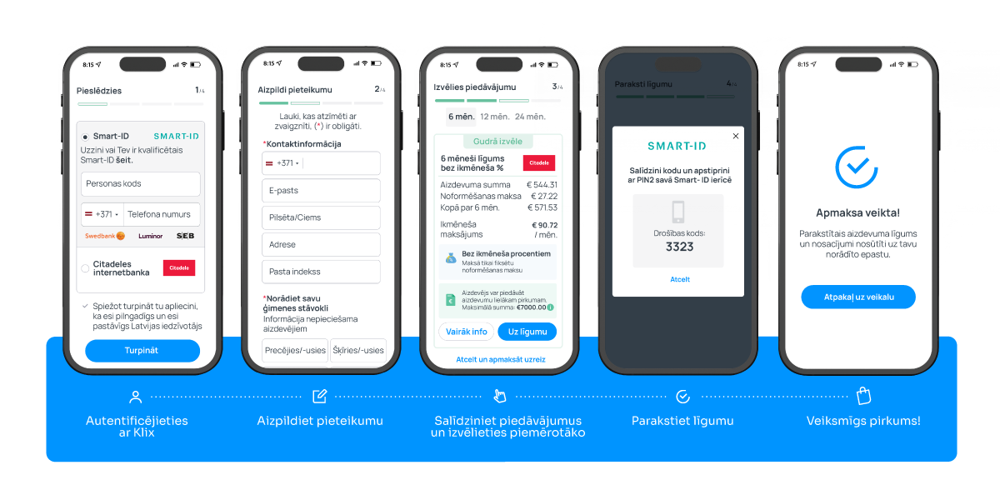 8:15
Pieslēdzies 1/4
Smart-ID SMART-ID
Uzzini vai Tev ir kvalificētais
Smart-ID šeit.
Personas kods
+371 Telefona numurs
Swedbank Luminor SEB
Citadeles
internetbanka
Citadele
Spiežot turpināt tu apliecini,
ka esi pilngadīgs un esi
pastāvīgs Latvijas iedzīvotājs
Turpināt
8:15
Aizpildi pieteikumu 2/4
Lauki, kas atzīmēti ar
zvaigznīti, (*) ir obligāti.
*Kontaktinformācija
+371
E-pasts
Pilsēta/Ciems
Adrese
Pasta indekss
*Norādiet savu
ģimenes stāvokli
Informācija nepieciešama
aizdevējiem
Precējies/-usies Šķīries/-usies
8:15
Izvēlies piedāvājumu 3/4
6 mēn. 12 mēn. 24 mēn.
Gudrā izvēle
6 mēneši līgums
bez ikmēneša %
Citadele
Aizdevuma summa € 544.31
Noformēšanas maksa € 27.22
Kopā par 6 mēn. € 571.53
Ikmēneša € 90.72
maksājums / mēn.
Bez ikmēneša procentiem
Maksā tikai fiksētu
noformēšanas maksu
Aizdevējs var piedāvāt
aizdevumu lielākam pirkumam.
Maksimālā summa: €7000.00
Vairāk info Uz līgumu
Atcelt un apmaksāt uzreiz
Paraksti līgumu 4/4
SMART-ID
Salīdzini kodu un apstiprini
ar PIN2 savā Smart- ID ierīcē
Drošības kods:
3323
Atcelt
8:15
Apmaksa veikta!
Parakstītais aizdevuma līgums
un nosacījumi nosūtīti uz tavu
norādīto epastu.
Atpakaļ uz veikalu
Autentificējieties
ar Klix
Aizpildiet pieteikumu
Salīdziniet piedāvājumus
un izvēlieties piemērotāko
Parakstiet līgumu
Veiksmīgs pirkums!